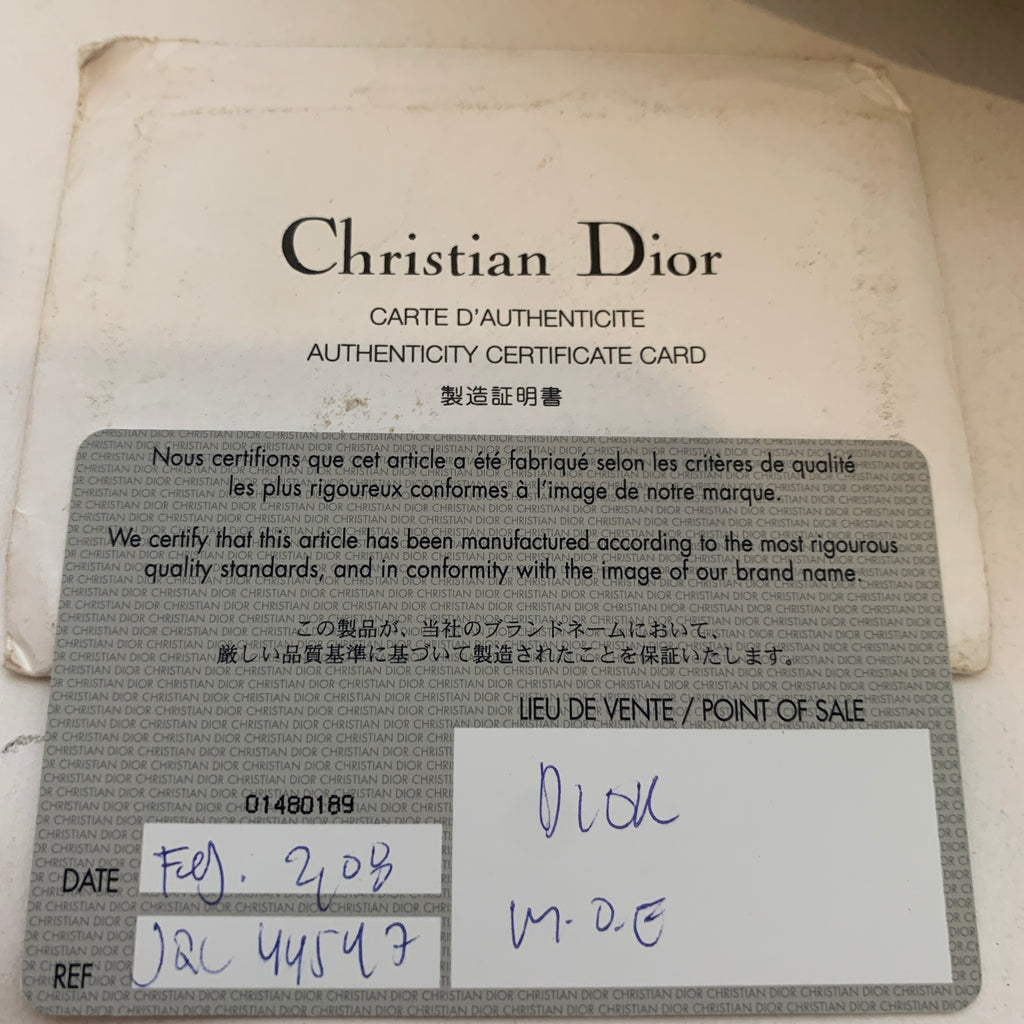 Christian Dior
CARTE D'AUTHENTICITE
AUTHENTICITY CERTIFICATE CARD
製造証明書
Nous certifions que cet article a été fabriqué selon les critères de qualité
les plus rigoureux conformes à l'image de notre marque.
We certify that this article has been manufactured according to the most rigourous
quality standards, and in conformity with the image of our brand name.
この製品が、当社のブランドネームにおいて、
厳しい品質基準に基づいて製造されたことを保証いたします。
LIEU DE VENTE / POINT OF SALE
DIOR
M.O.E
01480189
DATE Feb. 2,08
REF 44547